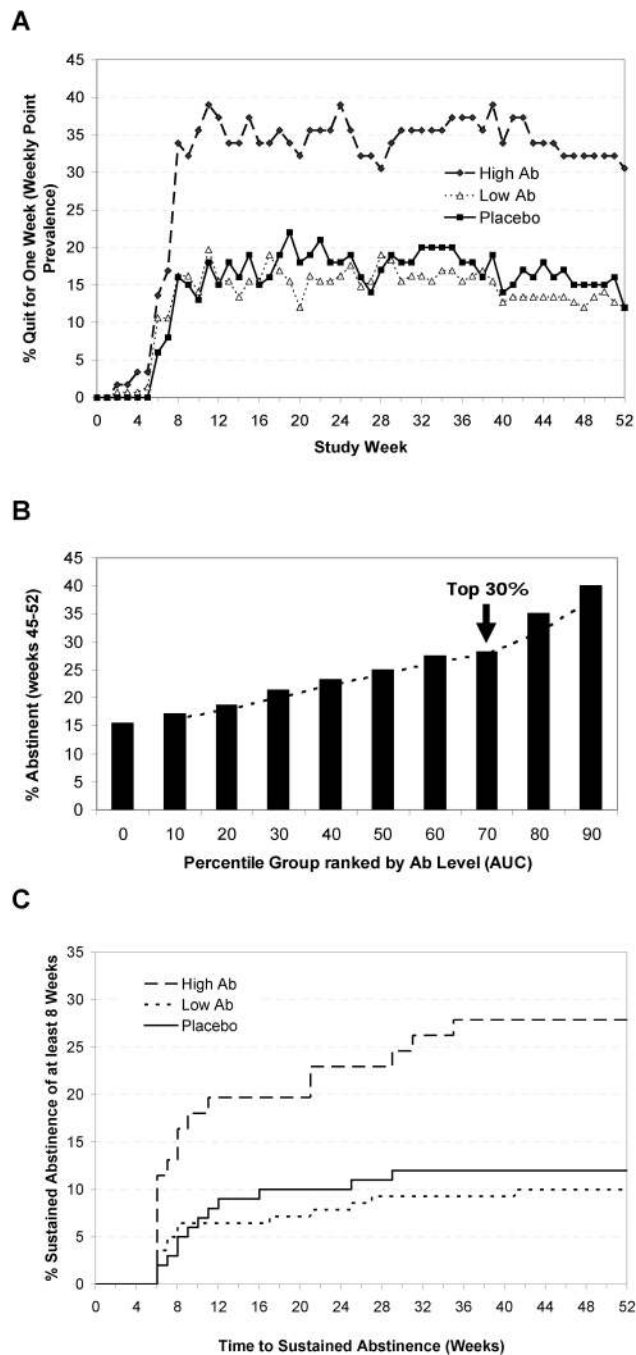 A
% Quit for One Week (Weekly Point
Prevalence)
45
40
35
30
25
20
15
10
5
0
High Ab
Low Ab
Placebo
0 4 8 12 16 20 24 28 32 36 40 44 48 52
Study Week
B
% Abstinent (weeks 45-52)
45
40
35
30
25
20
15
10
5
0
Top 30%
0 10 20 30 40 50 60 70 80 90
Percentile Group ranked by Ab Level (AUC)
C
% Sustained Abstinence of at least 8 Weeks
35
30
25
20
15
10
5
0
High Ab
Low Ab
Placebo
0 4 8 12 16 20 24 28 32 36 40 44 48 52
Time to Sustained Abstinence (Weeks)